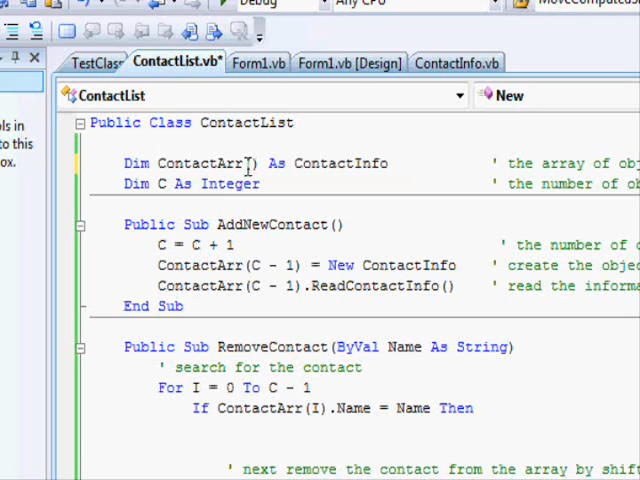 Debug
Any CPU
TestClass
ContactList.vb*
Form1.vb
Form1.vb [Design]
ContactInfo.vb
ContactList
New
ols in
to this
box.
Public Class ContactList
Dim ContactArr() As ContactInfo ' the array of ob
Dim C As Integer ' the number of o
Public Sub AddNewContact()
C = C + 1 ' the number of
ContactArr(C - 1) = New ContactInfo ' create the obje
ContactArr(C - 1).ReadContactInfo() ' read the informa
End Sub
Public Sub RemoveContact(ByVal Name As String)
' search for the contact
For I = 0 To C - 1
If ContactArr(I).Name = Name Then
' next remove the contact from the array by shift